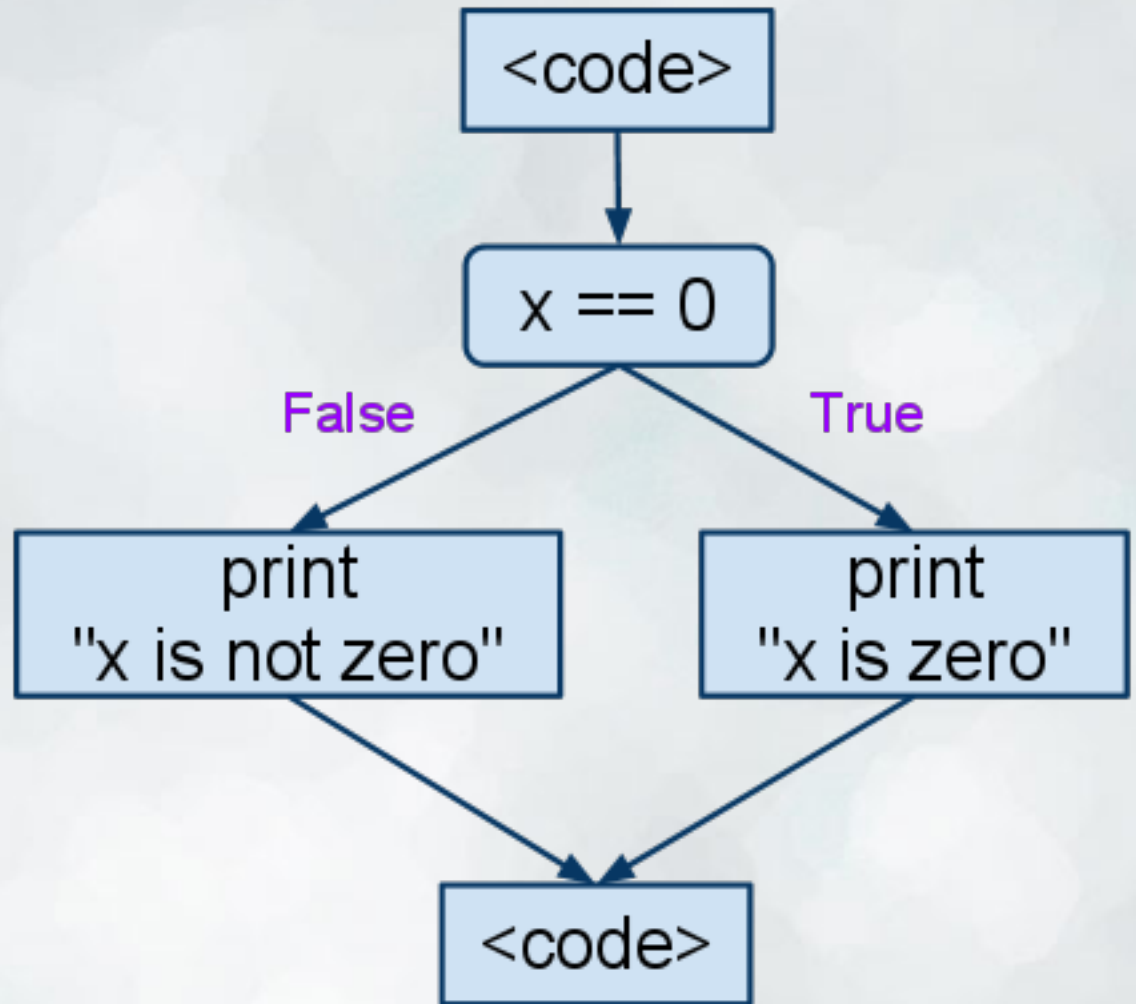 <code>
x == 0
False
True
print
"x is not zero"
print
"x is zero"
<code>